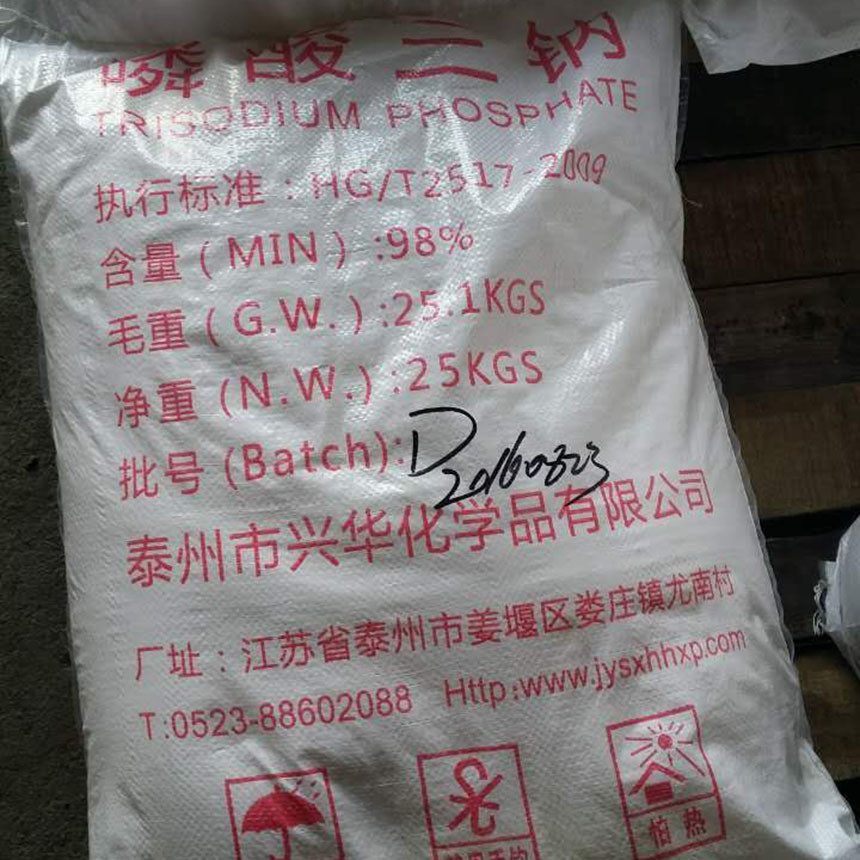 磷酸三钠
TRISODIUM PHOSPHATE
执行标准：HG/T2517-2009
含量(MIN):98%
毛重(G.W.):25.1KGS
净重(N.W.):25KGS
批号(Batch):D20160823
泰州市兴华化学品有限公司
厂址：江苏省泰州市姜堰区娄庄镇尤南村
T:0523-88602088 Http:www.jysxhhxp.com
怕热